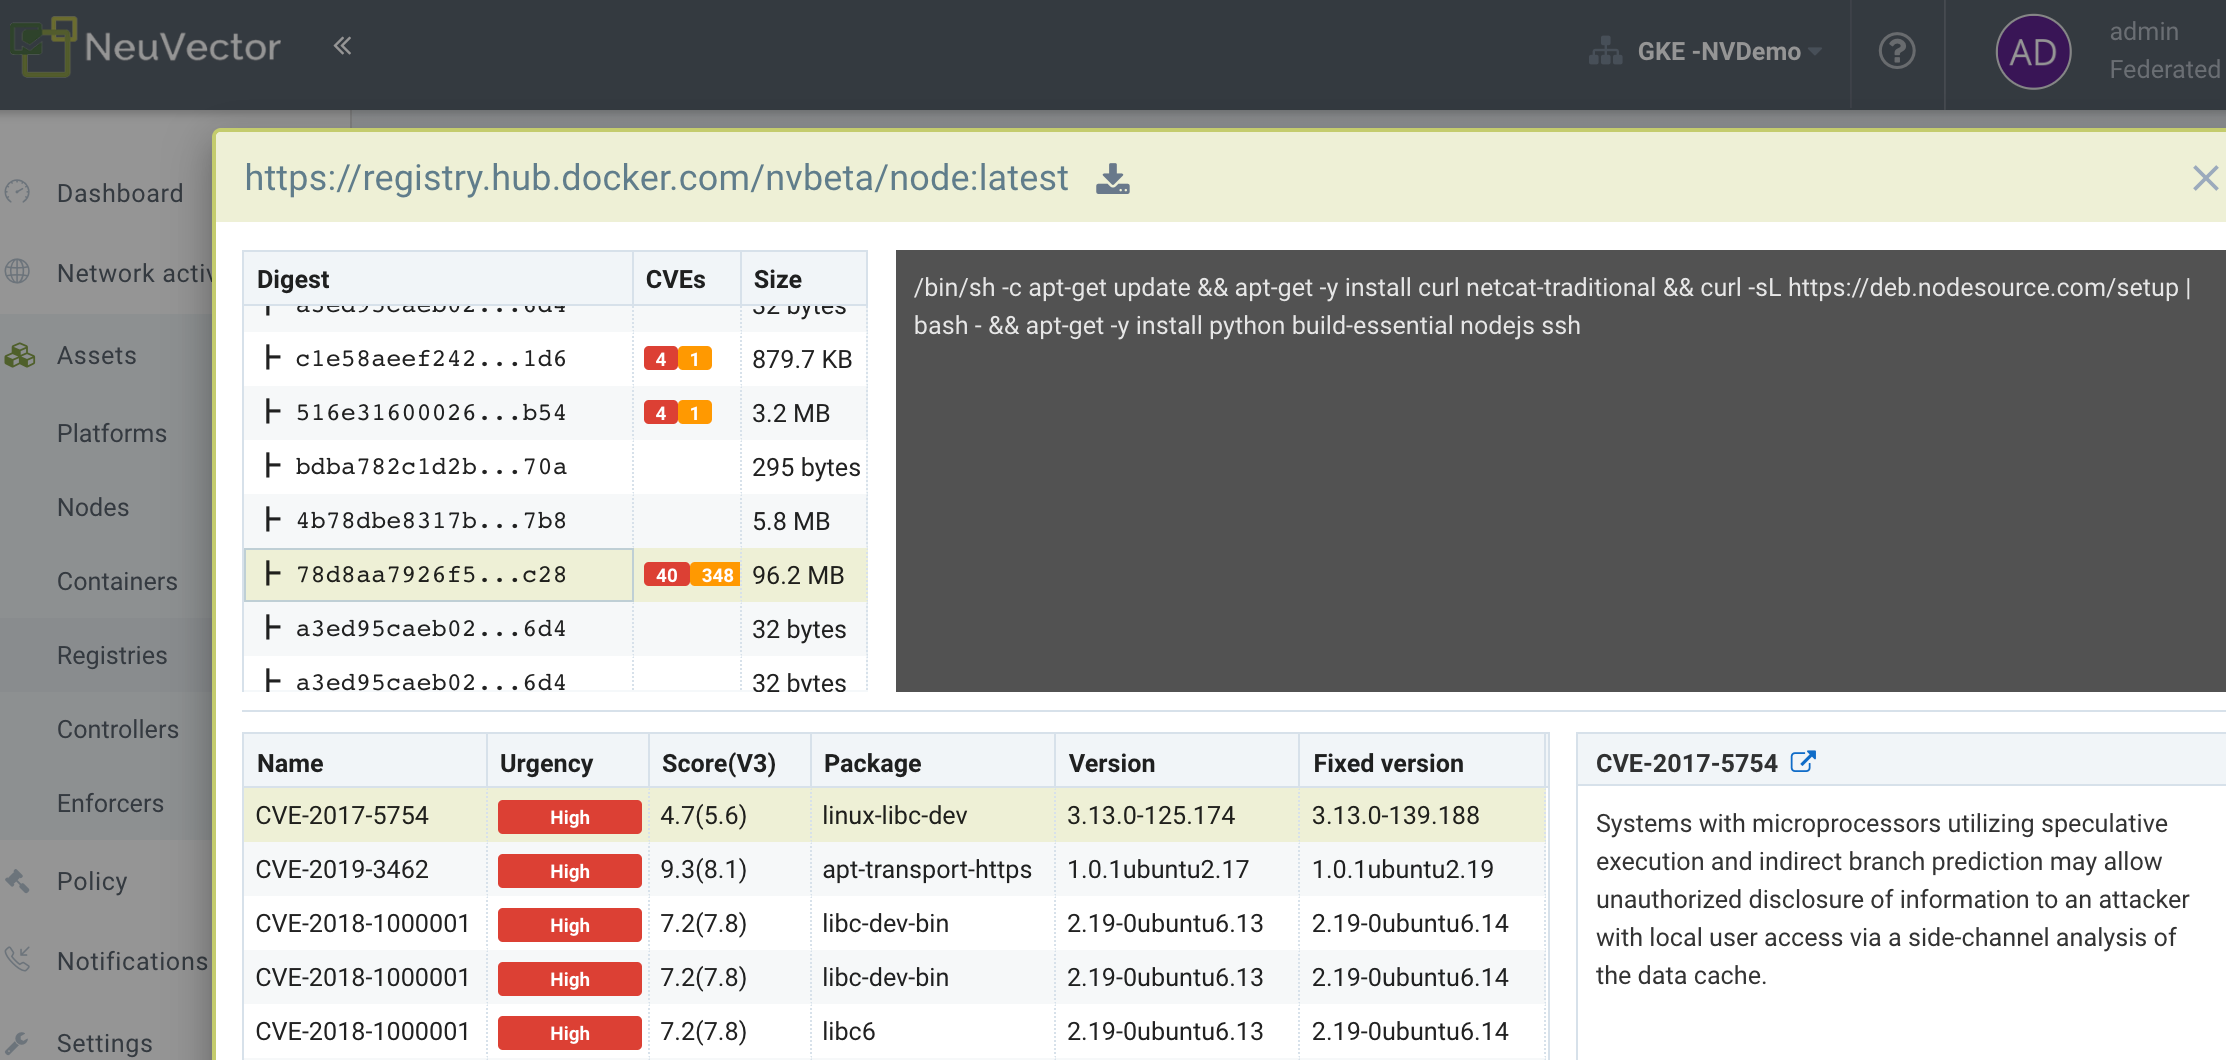 NeuVector
«
GKE -NVDemo
?
AD
admin
Federated
Dashboard
Network activ
Assets
Platforms
Nodes
Containers
Registries
Controllers
Enforcers
Policy
Notifications
Settings
https://registry.hub.docker.com/nvbeta/node:latest
Digest CVEs Size
a3ed95caeb02...6d4 32 bytes
c1e58aeef242...1d6 4 1 879.7 KB
516e31600026...b54 4 1 3.2 MB
bdba782c1d2b...70a 295 bytes
4b78dbe8317b...7b8 5.8 MB
78d8aa7926f5...c28 40 348 96.2 MB
a3ed95caeb02...6d4 32 bytes
a3ed95caeb02...6d4 32 bytes
/bin/sh -c apt-get update && apt-get -y install curl netcat-traditional && curl -sL https://deb.nodesource.com/setup |
bash - && apt-get -y install python build-essential nodejs ssh
Name Urgency Score(V3) Package Version Fixed version
CVE-2017-5754 High 4.7(5.6) linux-libc-dev 3.13.0-125.174 3.13.0-139.188
CVE-2019-3462 High 9.3(8.1) apt-transport-https 1.0.1ubuntu2.17 1.0.1ubuntu2.19
CVE-2018-1000001 High 7.2(7.8) libc-dev-bin 2.19-0ubuntu6.13 2.19-0ubuntu6.14
CVE-2018-1000001 High 7.2(7.8) libc-dev-bin 2.19-0ubuntu6.13 2.19-0ubuntu6.14
CVE-2018-1000001 High 7.2(7.8) libc6 2.19-0ubuntu6.13 2.19-0ubuntu6.14
CVE-2017-5754
Systems with microprocessors utilizing speculative
execution and indirect branch prediction may allow
unauthorized disclosure of information to an attacker
with local user access via a side-channel analysis of
the data cache.